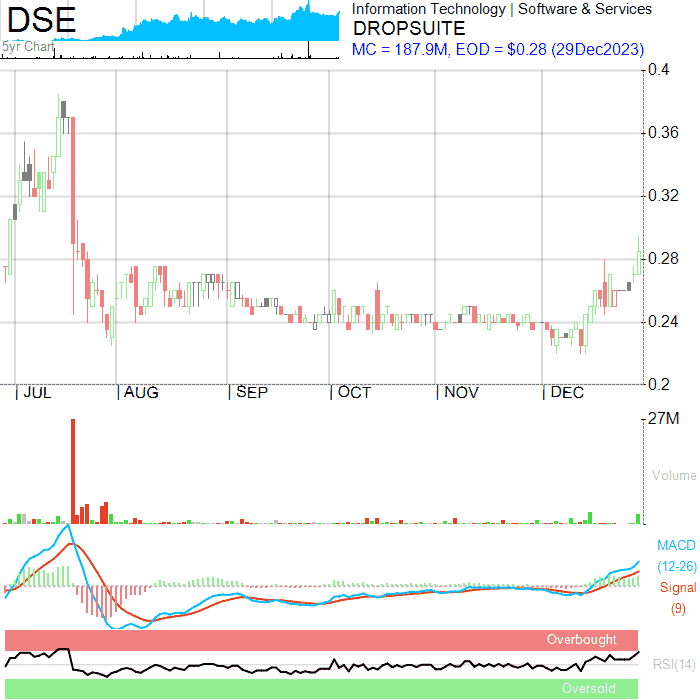 DSE
5yr Chart
Information Technology | Software & Services
DROPSUITE
MC = 187.9M, EOD = $0.28 (29Dec2023)
0.4
0.36
0.32
0.28
0.24
0.2
| JUL | AUG | SEP | OCT | NOV | DEC
27M
Volume
MACD
(12-26)
Signal
(9)
Overbought
RSI(14)
Oversold